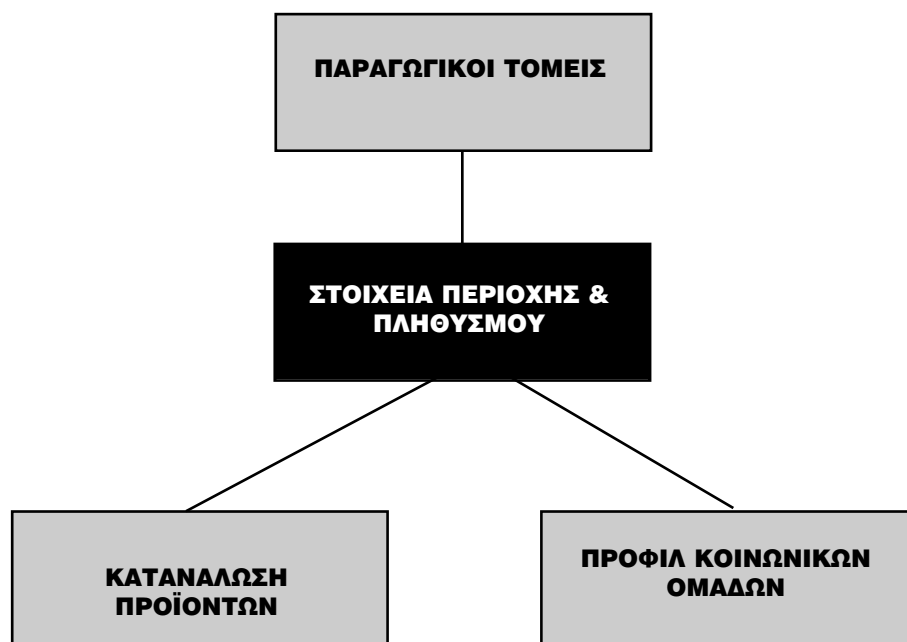 ΠΑΡΑΓΩΓΙΚΟΙ ΤΟΜΕΙΣ
ΣΤΟΙΧΕΙΑ ΠΕΡΙΟΧΗΣ &
ΠΛΗΘΥΣΜΟΥ
ΚΑΤΑΝΑΛΩΣΗ
ΠΡΟΪΟΝΤΩΝ
ΠΡΟΦΙΛ ΚΟΙΝΩΝΙΚΩΝ
ΟΜΑΔΩΝ